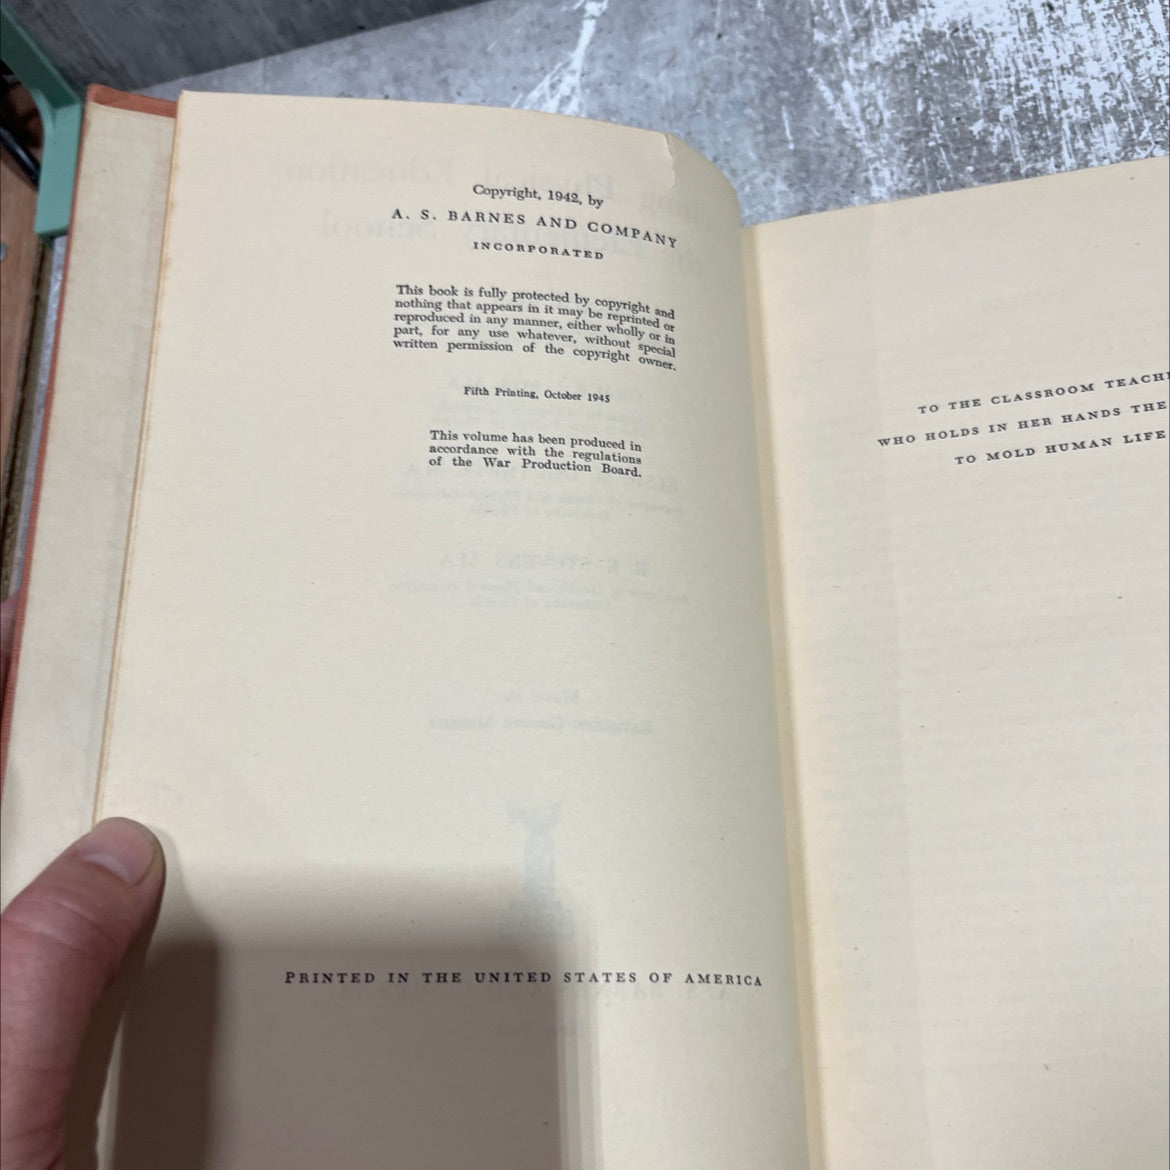 Copyright, 1942, by
A. S. BARNES AND COMPANY
INCORPORATED
This book is fully protected by copyright and
nothing that appears in it may be reprinted or
reproduced in any manner, either wholly or in
part, for any use whatever, without special
written permission of the copyright owner.
Fifth Printing, October 1945
This volume has been produced in
accordance with the regulations
of the War Production Board.
PRINTED IN THE UNITED STATES OF AMERICA
TO THE CLASSROOM TEACH
WHO HOLDS IN HER HANDS THE
TO MOLD HUMAN LIFE